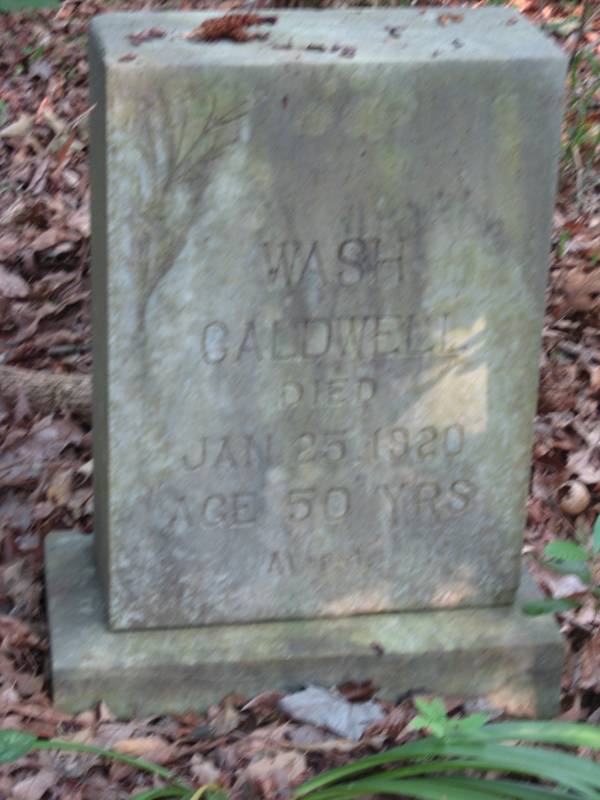 WASH
CALDWELL
DIED
JAN. 25 1920
AGE 50 YRS